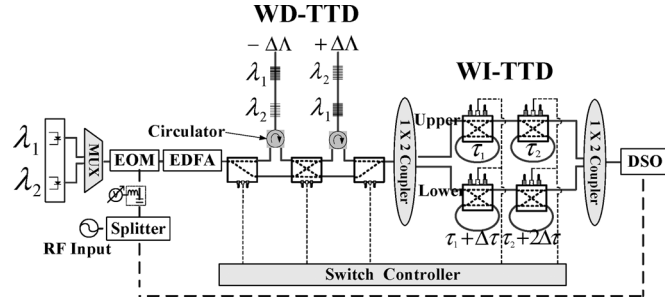 WD-TTD
− ΔΛ
+ ΔΛ
λ1
λ2
λ2
λ1
WI-TTD
Circulator
Upper
λ1
λ2
MUX
EOM
EDFA
1 X 2 Coupler
τ1
τ2
1 X 2 Coupler
DSO
Lower
τ1 + Δτ
τ2 + 2Δτ
Splitter
RF Input
Switch Controller